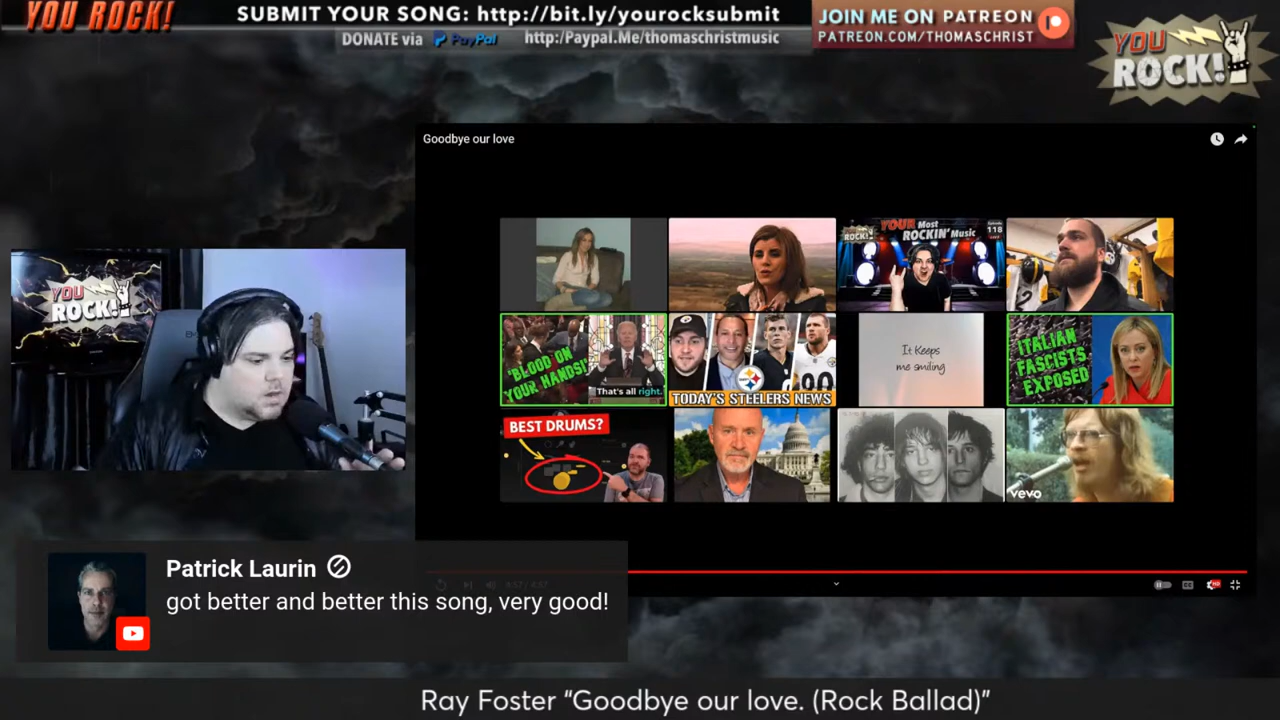 YOU ROCK!
SUBMIT YOUR SONG: http://bit.ly/yourocksubmit
DONATE via PayPal http:/Paypal.Me/thomaschristmusic
JOIN ME ON PATREON
PATREON.COM/THOMASCHRIST
YOU
ROCK!
Goodbye our love
YOU
ROCK!
ROCK!
YOUR Most
ROCKIN' Music
118
"BLOOD ON
YOUR HANDS!"
That's all right.
TODAY'S STEELERS NEWS
It Keeps
me smiling
ITALIAN
FASCISTS
EXPOSED
BEST DRUMS?
vevo
Patrick Laurin
got better and better this song, very good!
Ray Foster "Goodbye our love. (Rock Ballad)"